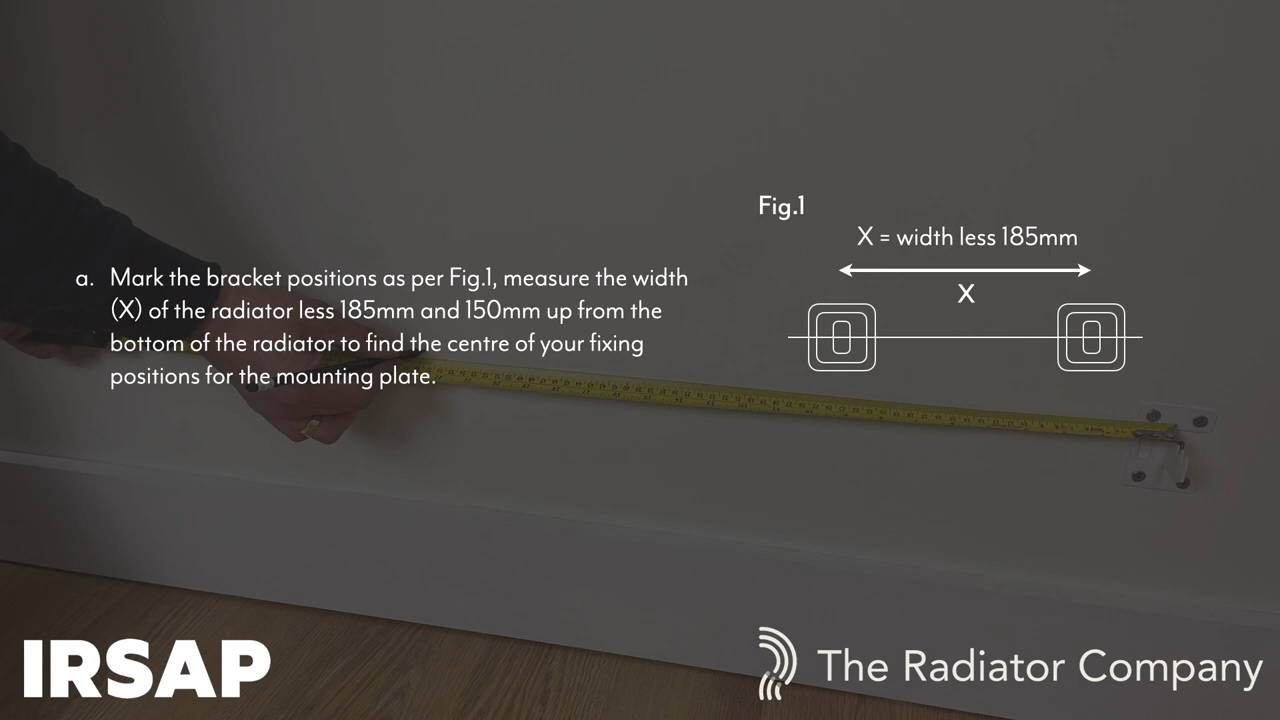 Fig.1
X = width less 185mm
X
a. Mark the bracket positions as per Fig.1, measure the width
(X) of the radiator less 185mm and 150mm up from the
bottom of the radiator to find the centre of your fixing
positions for the mounting plate.
IRSAP
The Radiator Company